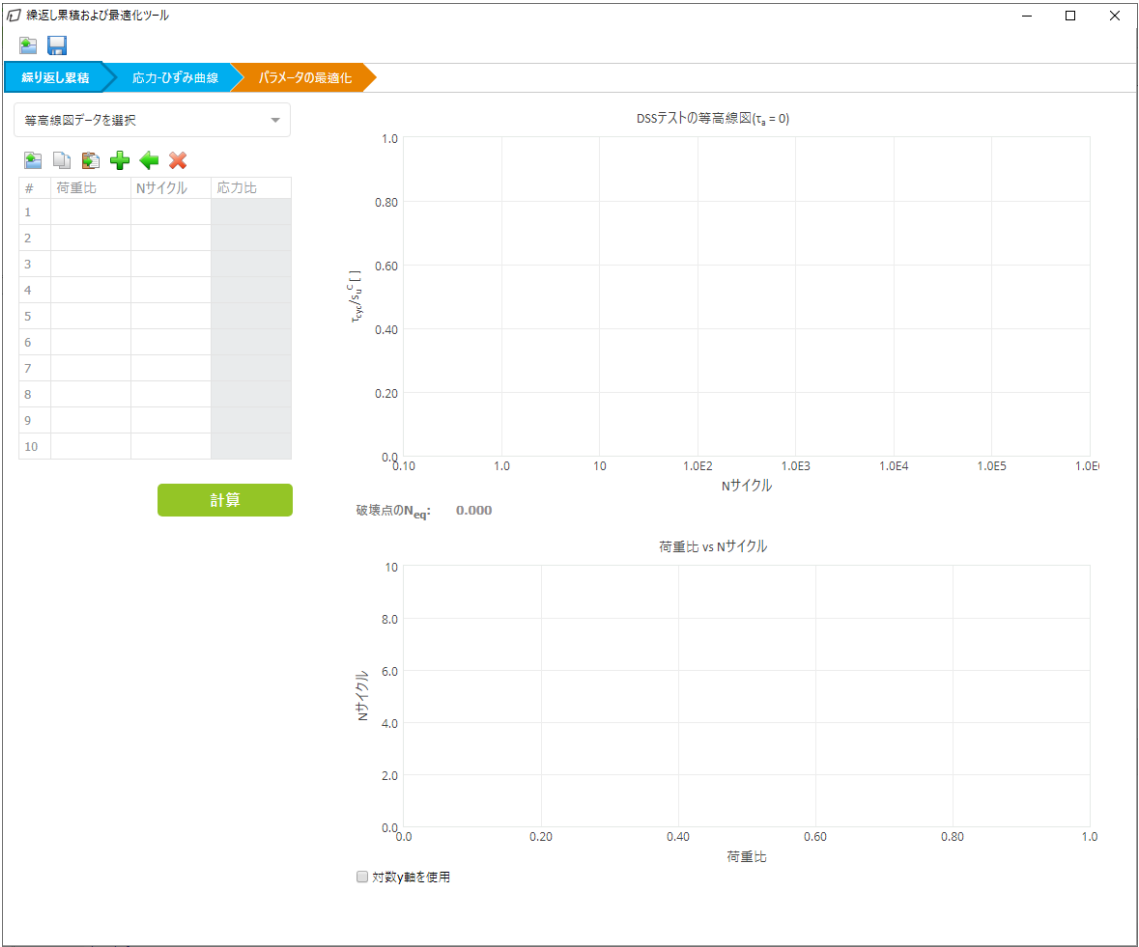 繰返し累積および最適化ツール
繰り返し累積
応力-ひずみ曲線
パラメータの最適化
等高線図データを選択
# 荷重比 Nサイクル 応力比
1
2
3
4
5
6
7
8
9
10
計算
DSSテストの等高線図(τa = 0)
1.0
0.80
0.60
0.40
0.20
0.0
τcyc/su^C [ ]
0.10 1.0 10 1.0E2 1.0E3 1.0E4 1.0E5 1.0E
Nサイクル
破壊点のNeq: 0.000
荷重比 vs Nサイクル
10
8.0
6.0
4.0
2.0
0.0
Nサイクル
0.0 0.20 0.40 0.60 0.80 1.0
荷重比
対数y軸を使用